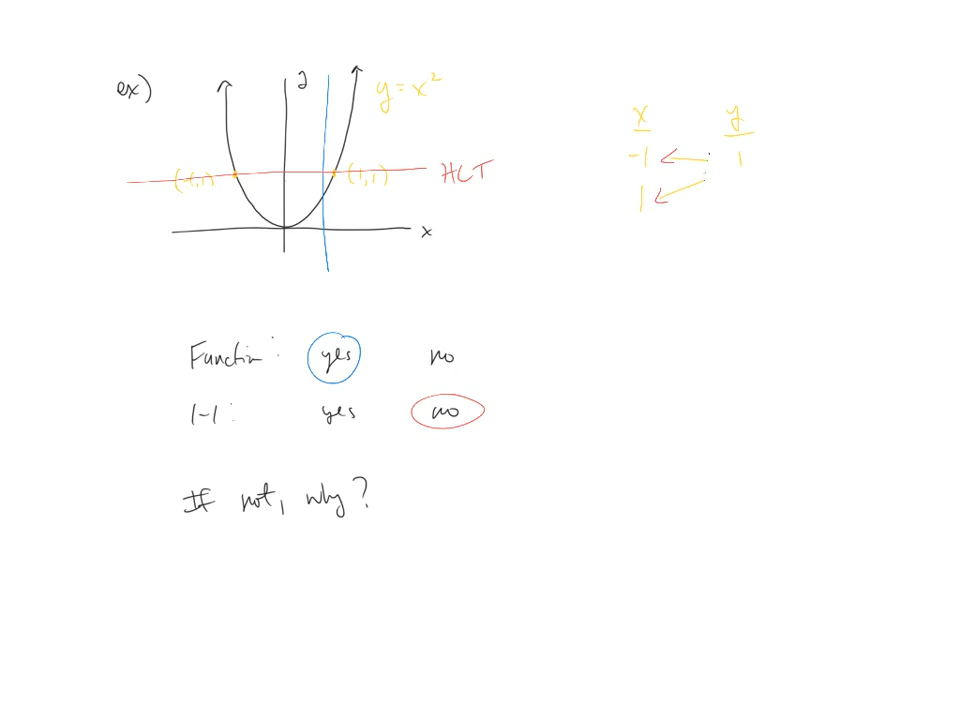 ex)
y
y = x²
(-1,1)
(1,1)
HLT
x
x y
-1 1
1
Function: yes no
1-1: yes no
If not, why?